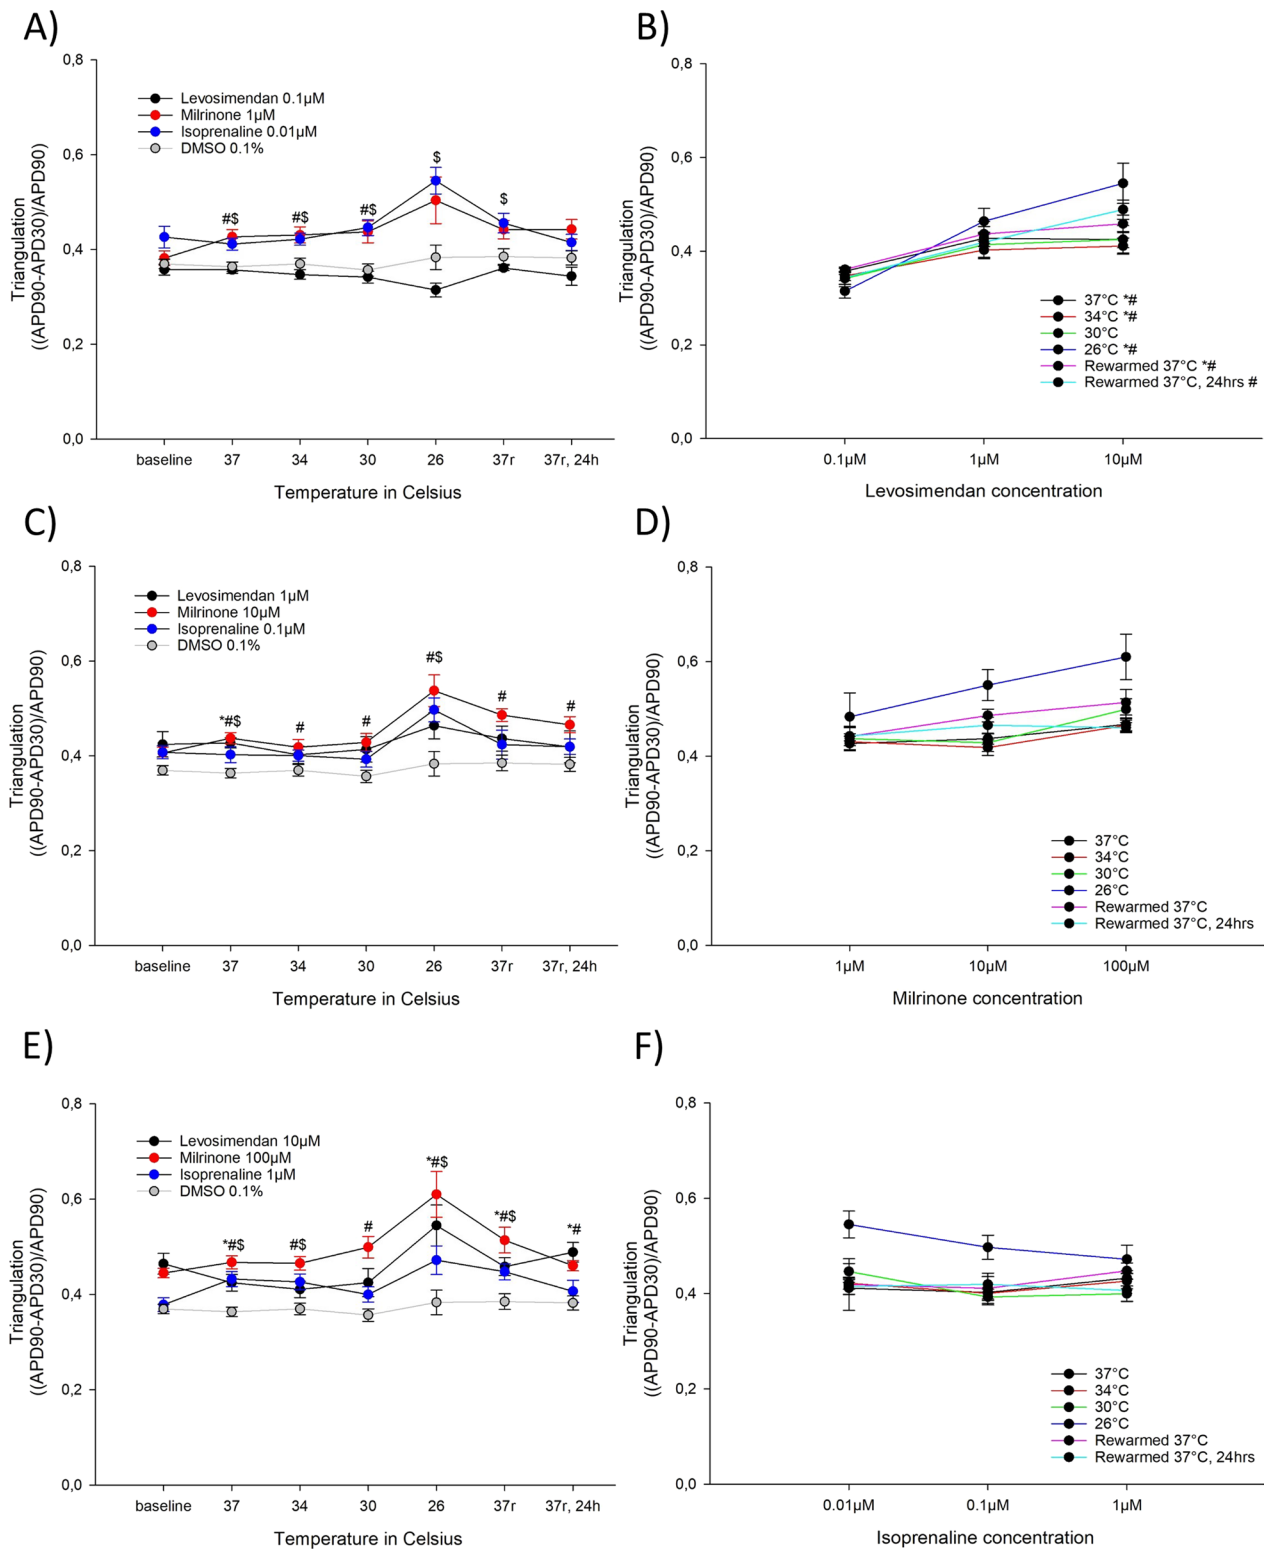 A)
0,8
0,6
0,4
0,2
0,0
Triangulation
((APD90-APD30)/APD90)
Levosimendan 0.1µM
Milrinone 1µM
Isoprenaline 0.01µM
DMSO 0.1%
#$
#$
#$
$
$
baseline 37 34 30 26 37r 37r, 24h
Temperature in Celsius
B)
0,8
0,6
0,4
0,2
0,0
Triangulation
((APD90-APD30)/APD90)
37°C *#
34°C *#
30°C
26°C *#
Rewarmed 37°C *#
Rewarmed 37°C, 24hrs #
0.1µM 1µM 10µM
Levosimendan concentration
C)
0,8
0,6
0,4
0,2
0,0
Triangulation
((APD90-APD30)/APD90)
Levosimendan 1µM
Milrinone 10µM
Isoprenaline 0.1µM
DMSO 0.1%
*#$
#
#
#$
#
#
baseline 37 34 30 26 37r 37r, 24h
Temperature in Celsius
D)
0,8
0,6
0,4
0,2
0,0
Triangulation
((APD90-APD30)/APD90)
37°C
34°C
30°C
26°C
Rewarmed 37°C
Rewarmed 37°C, 24hrs
1µM 10µM 100µM
Milrinone concentration
E)
0,8
0,6
0,4
0,2
0,0
Triangulation
((APD90-APD30)/APD90)
Levosimendan 10µM
Milrinone 100µM
Isoprenaline 1µM
DMSO 0.1%
*#$
#$
#
*#$
*#$
*#
baseline 37 34 30 26 37r 37r, 24h
Temperature in Celsius
F)
0,8
0,6
0,4
0,2
0,0
Triangulation
((APD90-APD30)/APD90)
37°C
34°C
30°C
26°C
Rewarmed 37°C
Rewarmed 37°C, 24hrs
0.01µM 0.1µM 1µM
Isoprenaline concentration